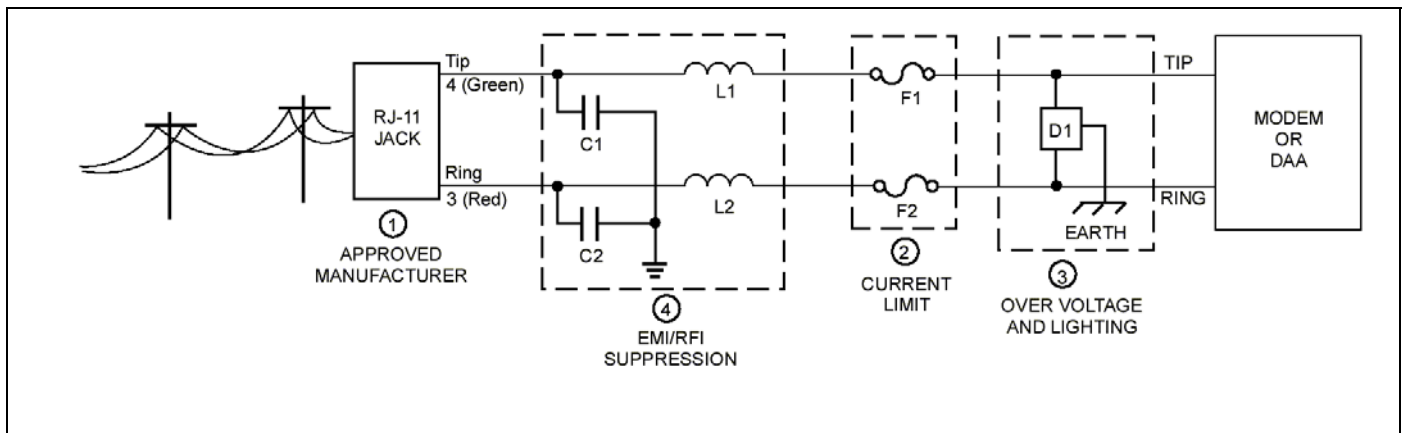 Tip
4 (Green)
RJ-11
JACK
Ring
3 (Red)
1
APPROVED
MANUFACTURER
C1
L1
C2
L2
4
EMI/RFI
SUPPRESSION
F1
F2
2
CURRENT
LIMIT
D1
EARTH
3
OVER VOLTAGE
AND LIGHTING
TIP
RING
MODEM
OR
DAA